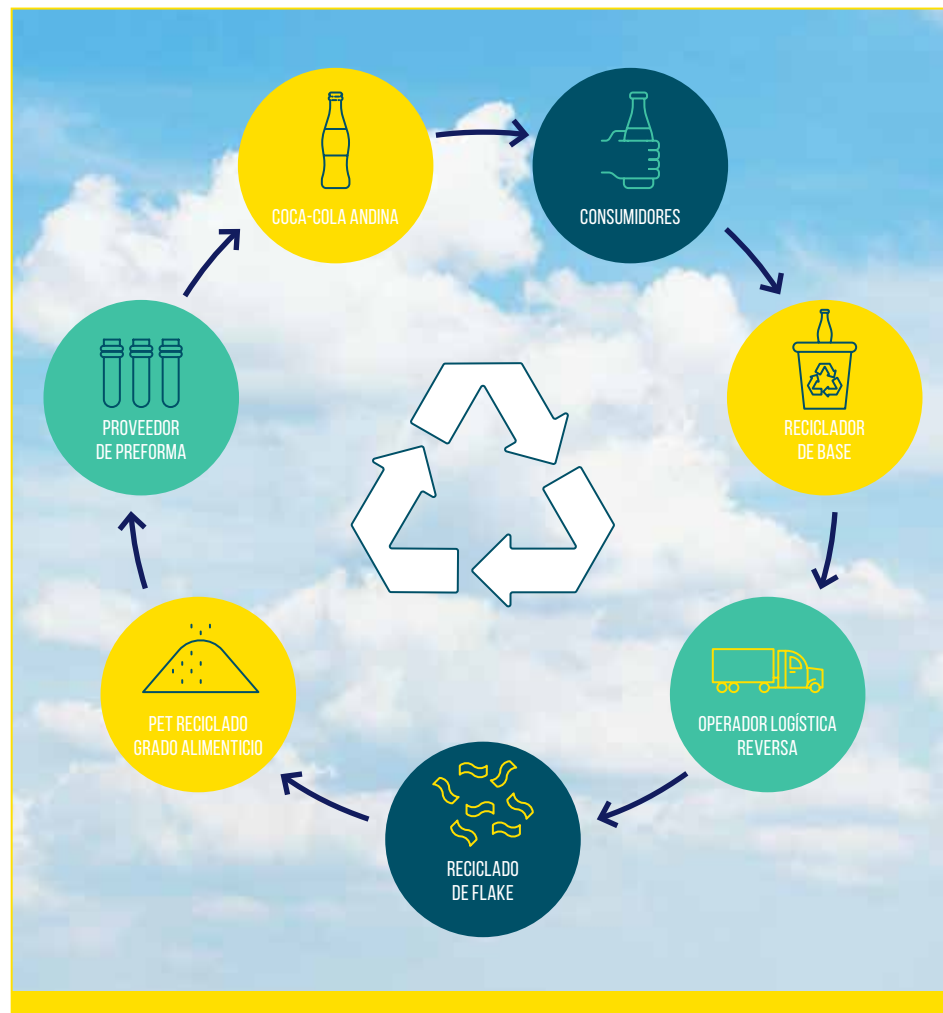 COCA-COLA ANDINA
CONSUMIDORES
RECICLADOR
DE BASE
OPERADOR LOGÍSTICA
REVERSA
RECICLADO
DE FLAKE
PET RECICLADO
GRADO ALIMENTICIO
PROVEEDOR
DE PREFORMA